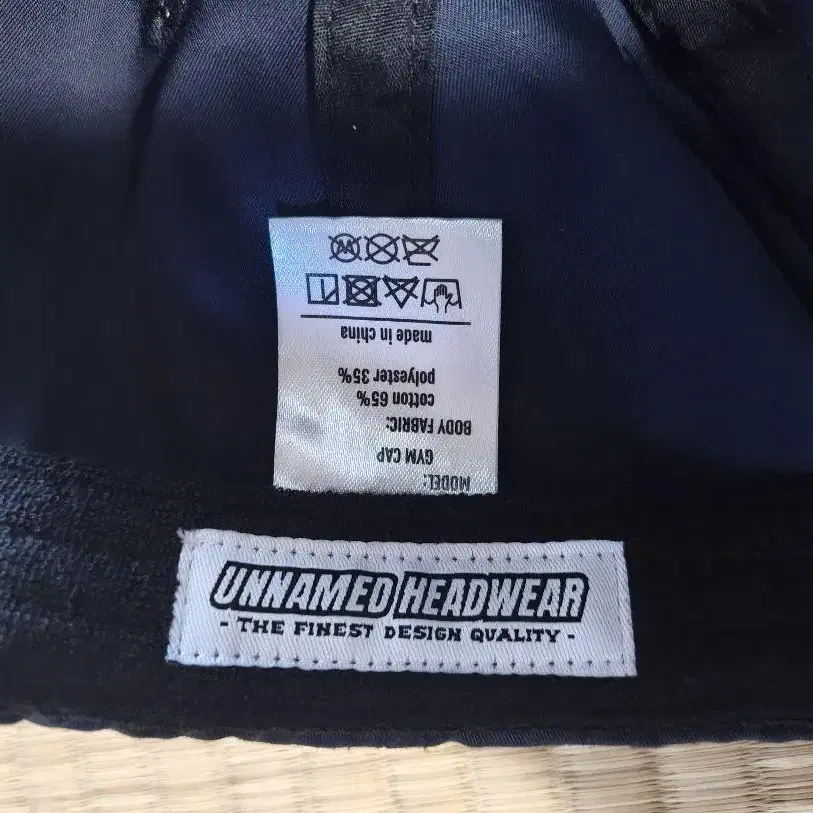 MODEL:
GYM CAP
BODY FABRIC:
cotton 65%
polyester 35%
made in china
UNNAMED HEADWEAR
- THE FINEST DESIGN QUALITY -